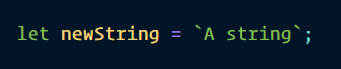 let newString = `A string`;